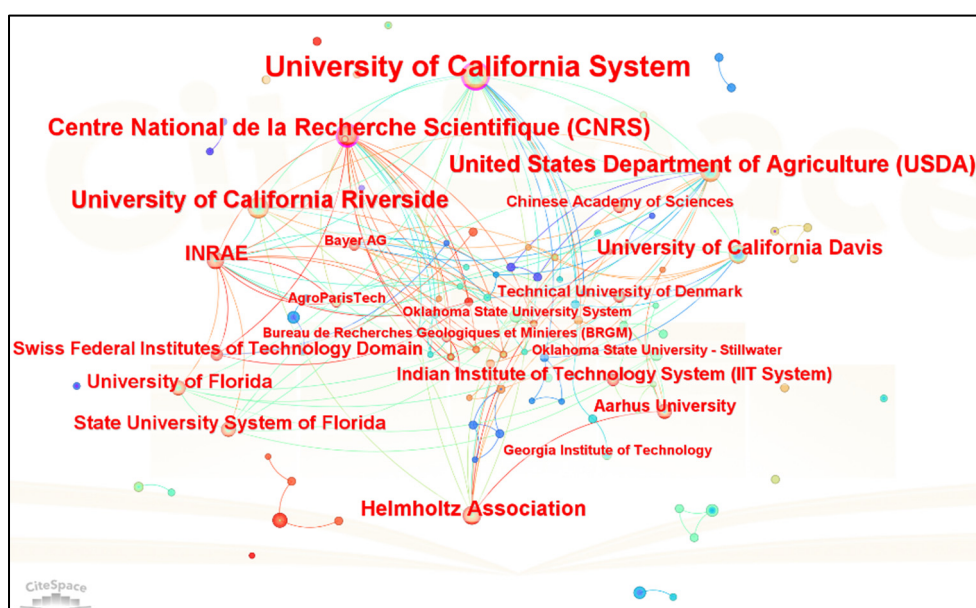 University of California System
Centre National de la Recherche Scientifique (CNRS)
United States Department of Agriculture (USDA)
University of California Riverside
Chinese Academy of Sciences
Bayer AG
INRAE
University of California Davis
AgroParisTech
Technical University of Denmark
Oklahoma State University System
Bureau de Recherches Geologiques et Minieres (BRGM)
Swiss Federal Institutes of Technology Domain
Oklahoma State University - Stillwater
University of Florida
Indian Institute of Technology System (IIT System)
Aarhus University
State University System of Florida
Georgia Institute of Technology
Helmholtz Association
CiteSpace